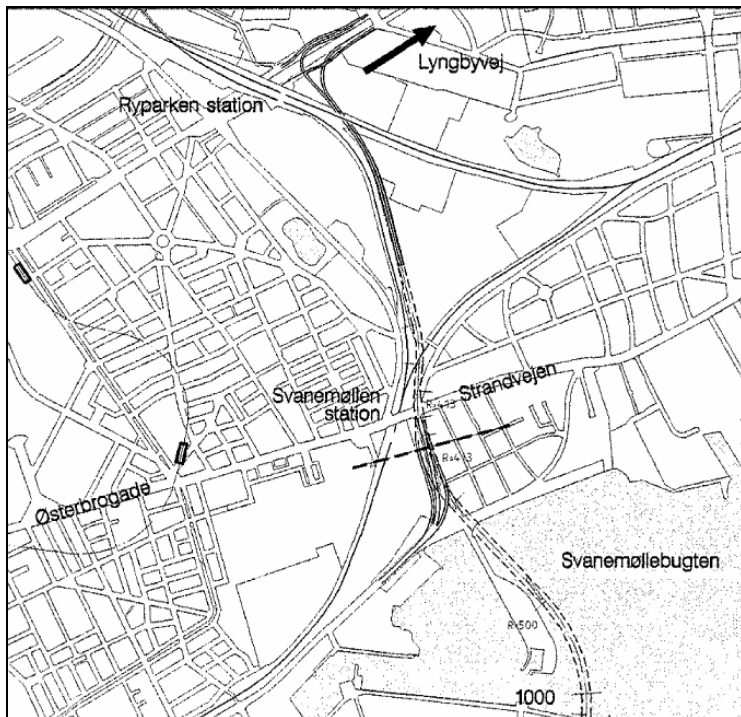 Lyngbyvej
Ryparken station
Strandvejen
Svanemøllen
station
Østerbrogade
Svanemøllebugten
R=500
1000